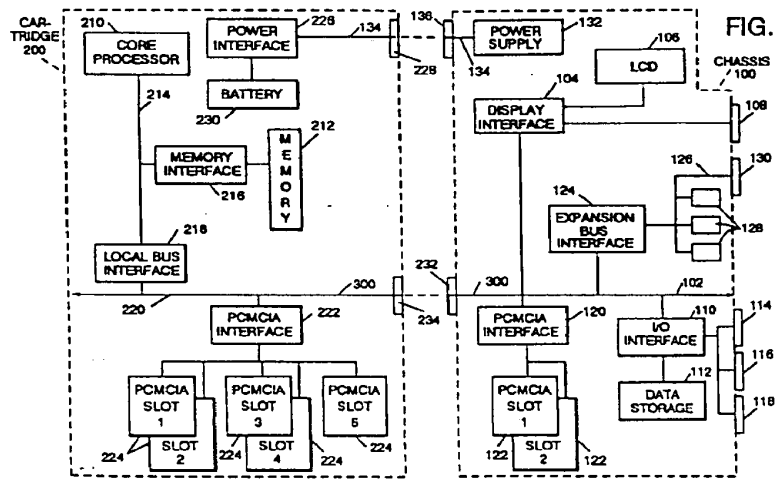 CAR-
TRIDGE
200
210
CORE
PROCESSOR
214
226
POWER
INTERFACE
134
BATTERY
230
228
136
POWER
SUPPLY
132
134
FIG.
CHASSIS
100
106
LCD
104
DISPLAY
INTERFACE
108
MEMORY
INTERFACE
216
212
MEMORY
124
EXPANSION
BUS
INTERFACE
126
130
128
218
LOCAL BUS
INTERFACE
220
300
234
232
300
102
PCMCIA
INTERFACE
222
PCMCIA
INTERFACE
120
110
I/O
INTERFACE
114
116
118
112
DATA
STORAGE
PCMCIA
SLOT
1
SLOT
2
224
PCMCIA
SLOT
3
224
SLOT
4
224
PCMCIA
SLOT
5
224
PCMCIA
SLOT
1
122
SLOT
2
122